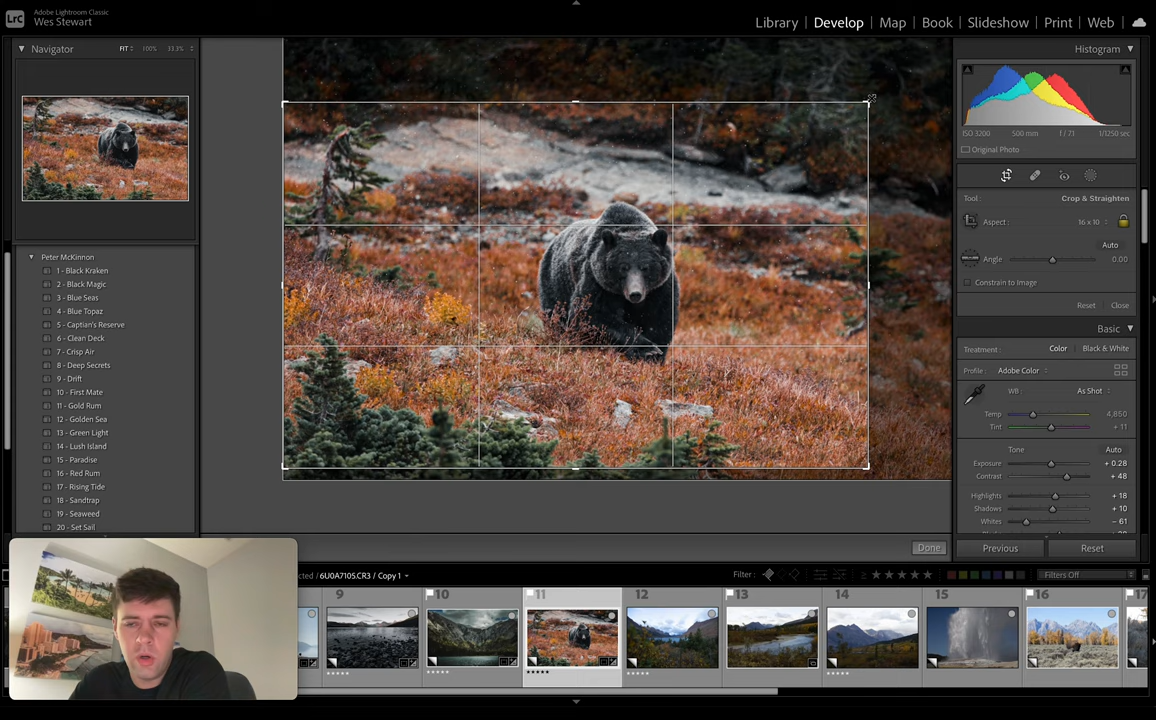 LrC
Adobe Lightroom Classic
Wes Stewart
Library | Develop | Map | Book | Slideshow | Print | Web
Navigator
FIT 100% 33.3%
Histogram
ISO 3200 500 mm f / 7.1 1/1250 sec
Original Photo
Tool: Crop & Straighten
Aspect: 16 x 10
Auto
Angle 0.00
Constrain to Image
Reset Close
Basic
Treatment: Color Black & White
Profile: Adobe Color
WB: As Shot
Temp 4,850
Tint + 11
Tone Auto
Exposure + 0.28
Contrast + 48
Highlights + 18
Shadows + 10
Whites – 61
Previous Reset
Peter McKinnon
1 - Black Kraken
2 - Black Magic
3 - Blue Seas
4 - Blue Topaz
5 - Captian's Reserve
6 - Clean Deck
7 - Crisp Air
8 - Deep Secrets
9 - Drift
10 - First Mate
11 - Gold Rum
12 - Golden Sea
13 - Green Light
14 - Lush Island
15 - Paradise
16 - Red Rum
17 - Rising Tide
18 - Sandtrap
19 - Seaweed
20 - Set Sail
Done
ected / 6U0A7105.CR3 / Copy 1
Filter: ≥ ★★★★★ Filters Off
9 10 11 12 13 14 15 16 17